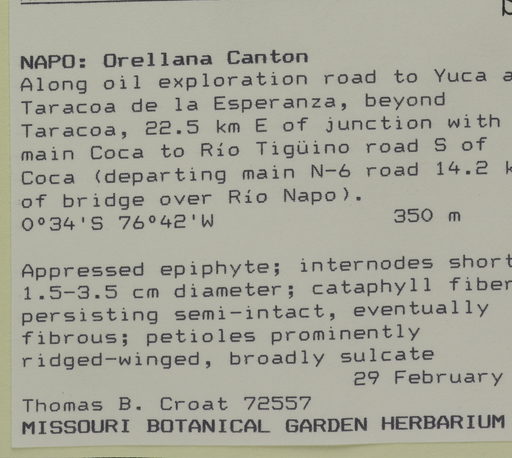 NAPO: Orellana Canton
Along oil exploration road to Yuca a
Taracoa de la Esperanza, beyond
Taracoa, 22.5 km E of junction with
main Coca to Río Tigüino road S of
Coca (departing main N-6 road 14.2 k
of bridge over Río Napo).
0°34'S 76°42'W 350 m
Appressed epiphyte; internodes short
1.5-3.5 cm diameter; cataphyll fiber
persisting semi-intact, eventually
fibrous; petioles prominently
ridged-winged, broadly sulcate
29 February
Thomas B. Croat 72557
MISSOURI BOTANICAL GARDEN HERBARIUM